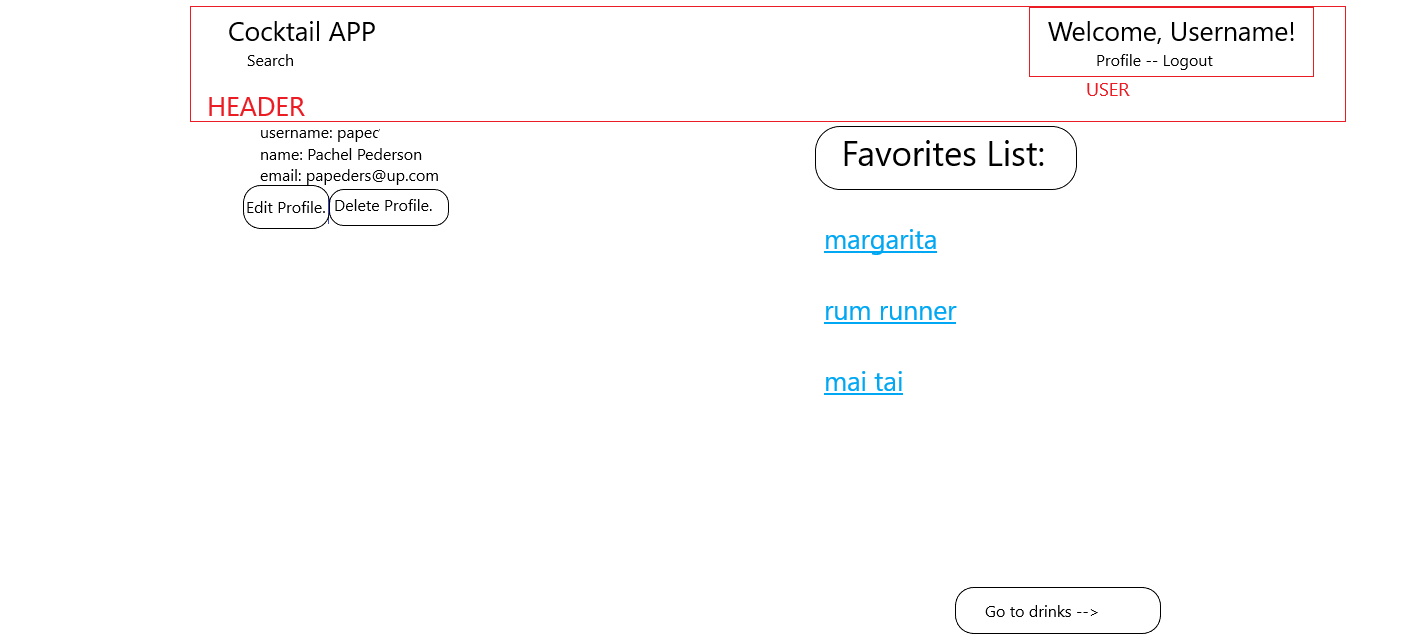 Cocktail APP
Search
HEADER
Welcome, Username!
Profile -- Logout
USER
username: papec
name: Pachel Pederson
email: papeders@up.com
Edit Profile.
Delete Profile.
Favorites List:
margarita
rum runner
mai tai
Go to drinks -->